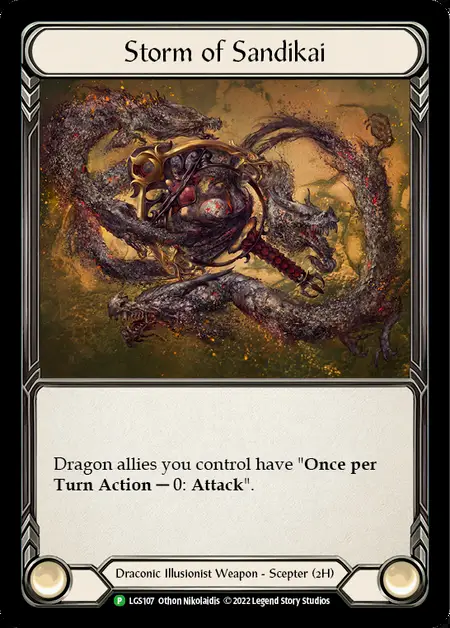 Storm of Sandikai
Dragon allies you control have "Once per
Turn Action — 0: Attack".
Draconic Illusionist Weapon - Scepter (2H)
P LGS107 Othon Nikolaidis © 2022 Legend Story Studios